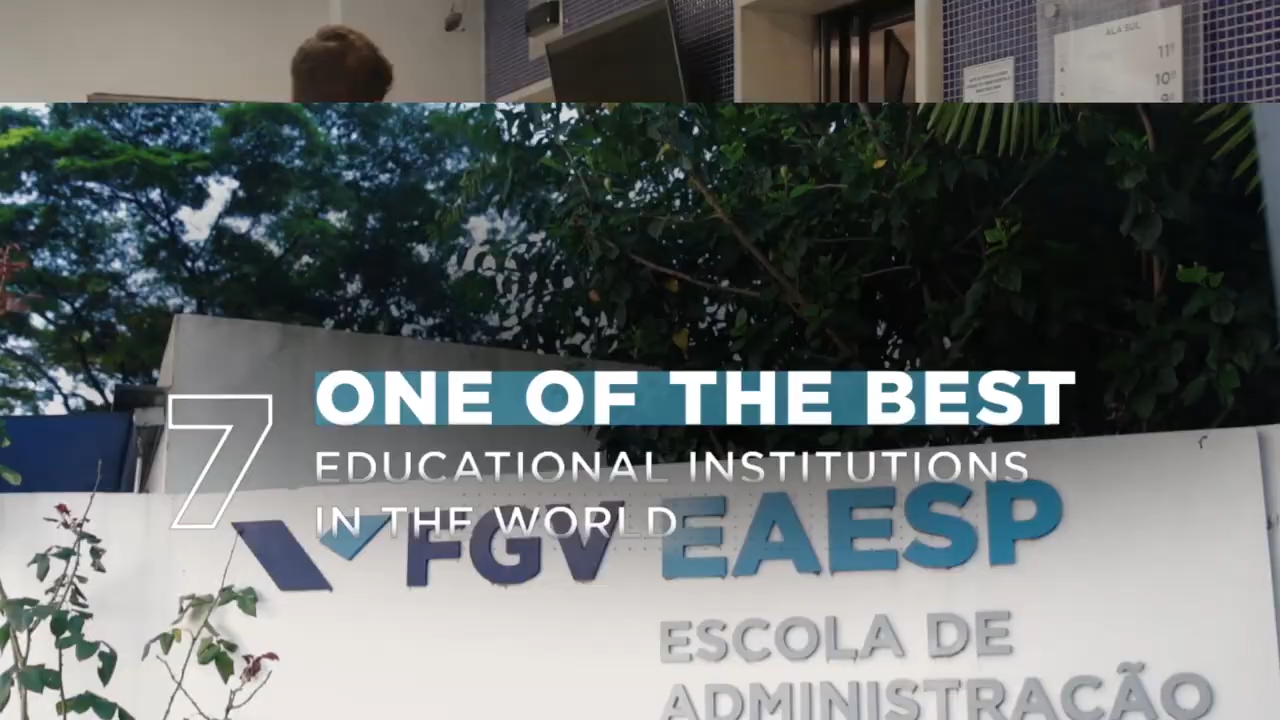 ALA SUL
11º
10º
9º
7
ONE OF THE BEST
EDUCATIONAL INSTITUTIONS
IN THE WORLD
FGV EAESP
ESCOLA DE
ADMINISTRAÇÃO